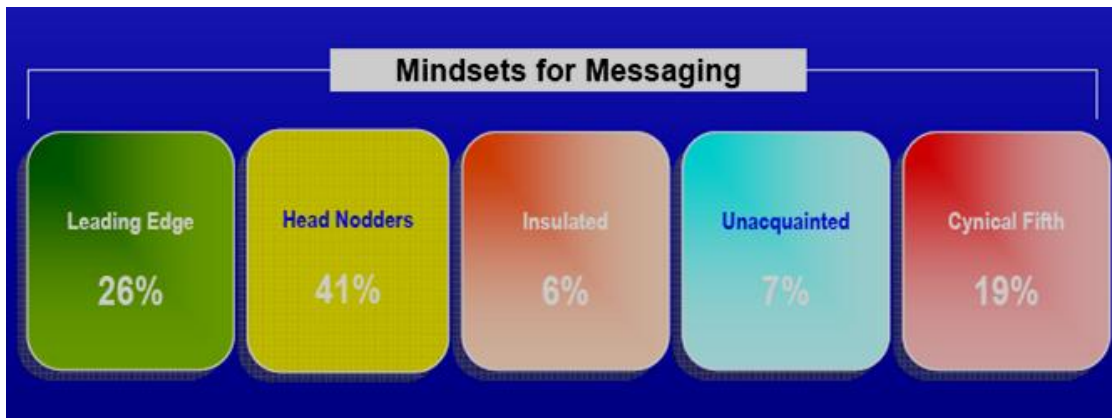 Mindsets for Messaging
Leading Edge
26%
Head Nodders
41%
Insulated
6%
Unacquainted
7%
Cynical Fifth
19%